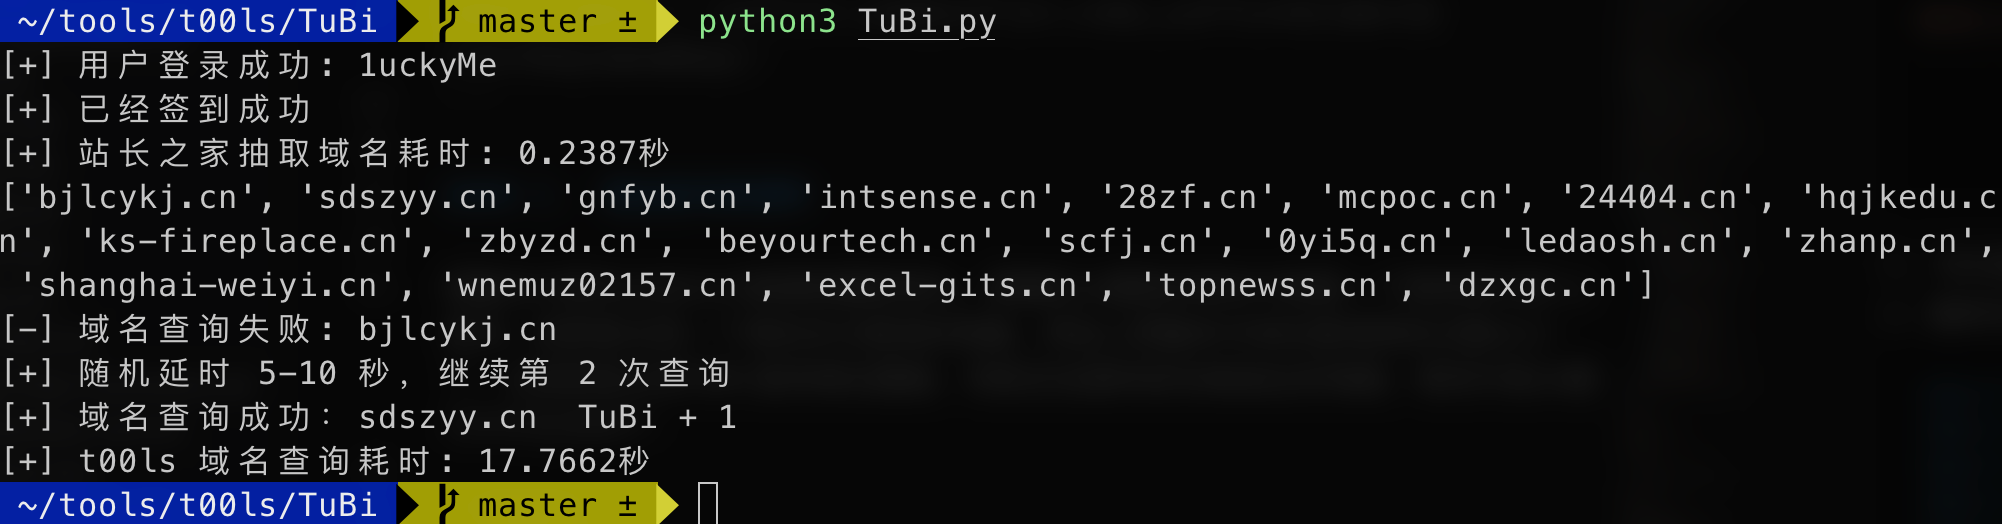 ~/tools/t00ls/TuBi master ± python3 TuBi.py
[+] 用户登录成功: 1uckyMe
[+] 已经签到成功
[+] 站长之家抽取域名耗时: 0.2387秒
['bjlcykj.cn', 'sdszyy.cn', 'gnfyb.cn', 'intsense.cn', '28zf.cn', 'mcpoc.cn', '24404.cn', 'hqjkedu.c
n', 'ks-fireplace.cn', 'zbyzd.cn', 'beyourtech.cn', 'scfj.cn', '0yi5q.cn', 'ledaosh.cn', 'zhanp.cn',
'shanghai-weiyi.cn', 'wnemuz02157.cn', 'excel-gits.cn', 'topnewss.cn', 'dzxgc.cn']
[-] 域名查询失败: bjlcykj.cn
[+] 随机延时 5-10 秒，继续第 2 次查询
[+] 域名查询成功：sdszyy.cn  TuBi + 1
[+] t00ls 域名查询耗时: 17.7662秒
~/tools/t00ls/TuBi master ±